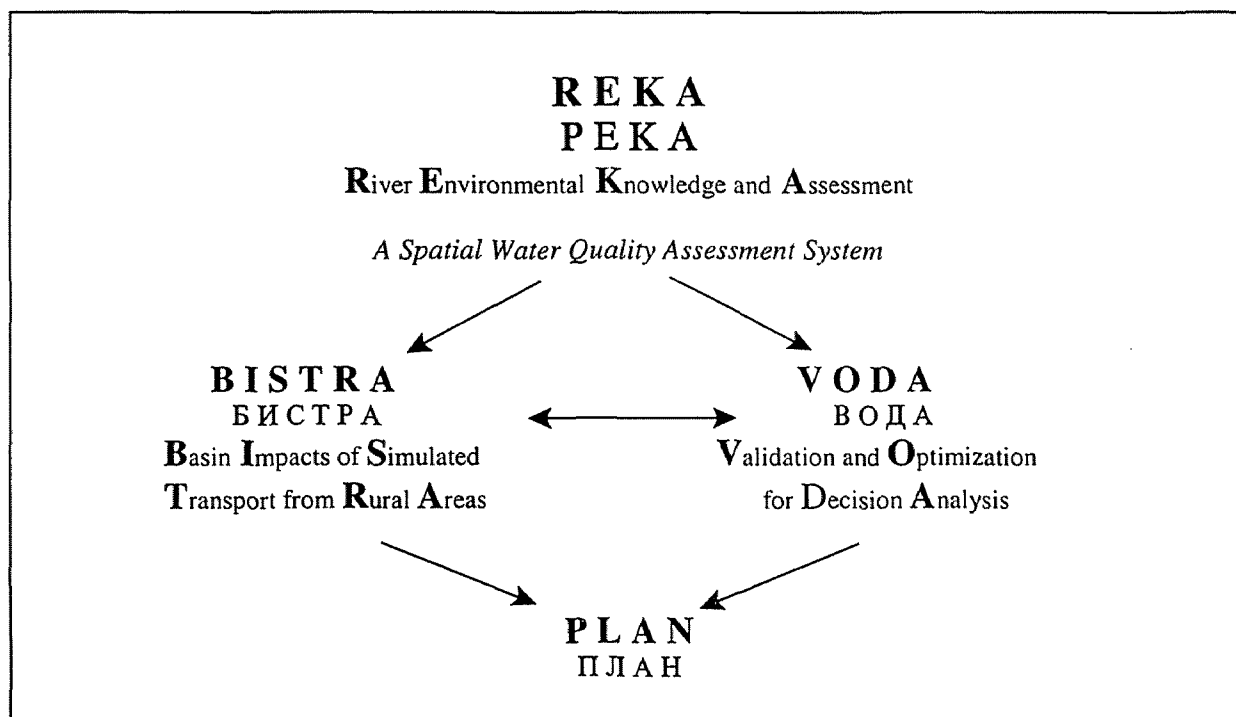 REKA
РЕКА
River Environmental Knowledge and Assessment
A Spatial Water Quality Assessment System
BISTRA
БИСТРА
Basin Impacts of Simulated
Transport from Rural Areas
VODA
ВОДА
Validation and Optimization
for Decision Analysis
PLAN
ПЛАН